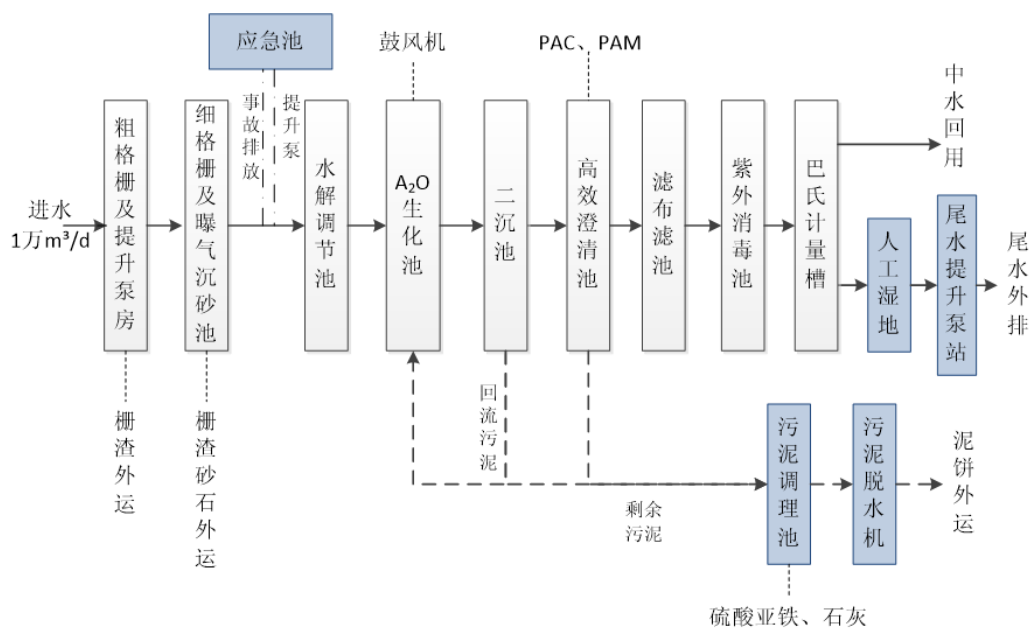 应急池
鼓风机
PAC、PAM
中水回用
事故排放
提升泵
粗格栅及提升泵房
细格栅及曝气沉砂池
水解调节池
A₂O
生化池
二沉池
高效澄清池
滤布滤池
紫外消毒池
巴氏计量槽
进水
1万m³/d
人工湿地
尾水提升泵站
尾水外排
栅渣外运
栅渣砂石外运
回流污泥
剩余
污泥
污泥调理池
污泥脱水机
泥饼外运
硫酸亚铁、石灰